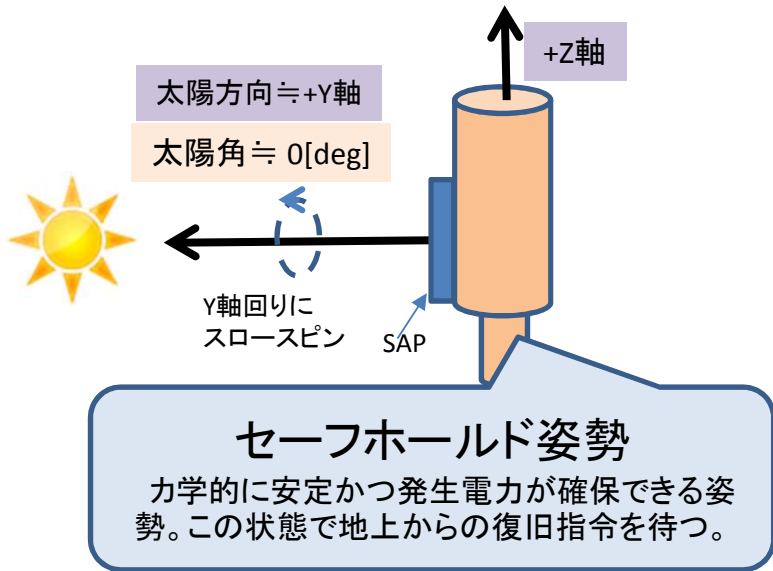 +Z軸
太陽方向≒+Y軸
太陽角≒ 0[deg]
Y軸回りに
スロースピン
SAP
セーフホールド姿勢
力学的に安定かつ発生電力が確保できる姿
勢。この状態で地上からの復旧指令を待つ。